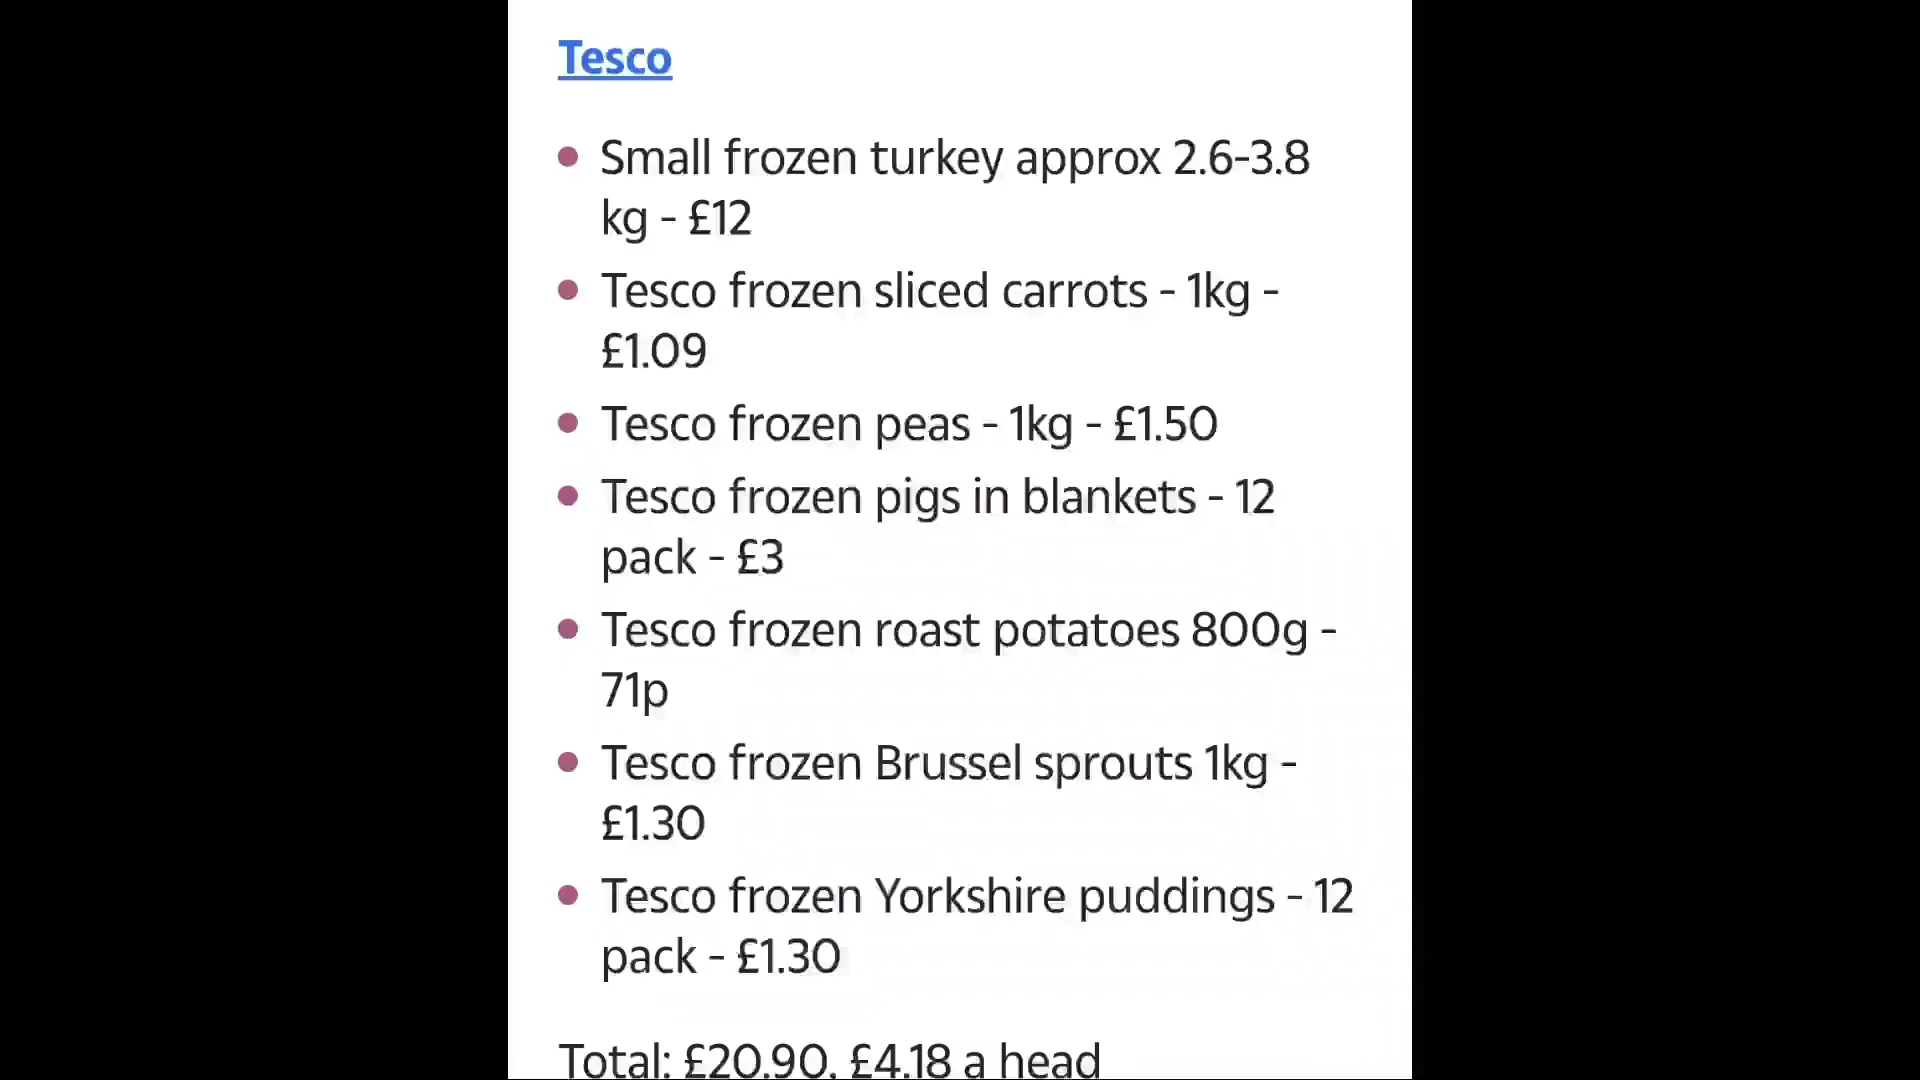 Tesco
Small frozen turkey approx 2.6-3.8
kg - £12
Tesco frozen sliced carrots - 1kg -
£1.09
Tesco frozen peas - 1kg - £1.50
Tesco frozen pigs in blankets - 12
pack - £3
Tesco frozen roast potatoes 800g -
71p
Tesco frozen Brussel sprouts 1kg -
£1.30
Tesco frozen Yorkshire puddings - 12
pack - £1.30
Total: £20.90, £4.18 a head